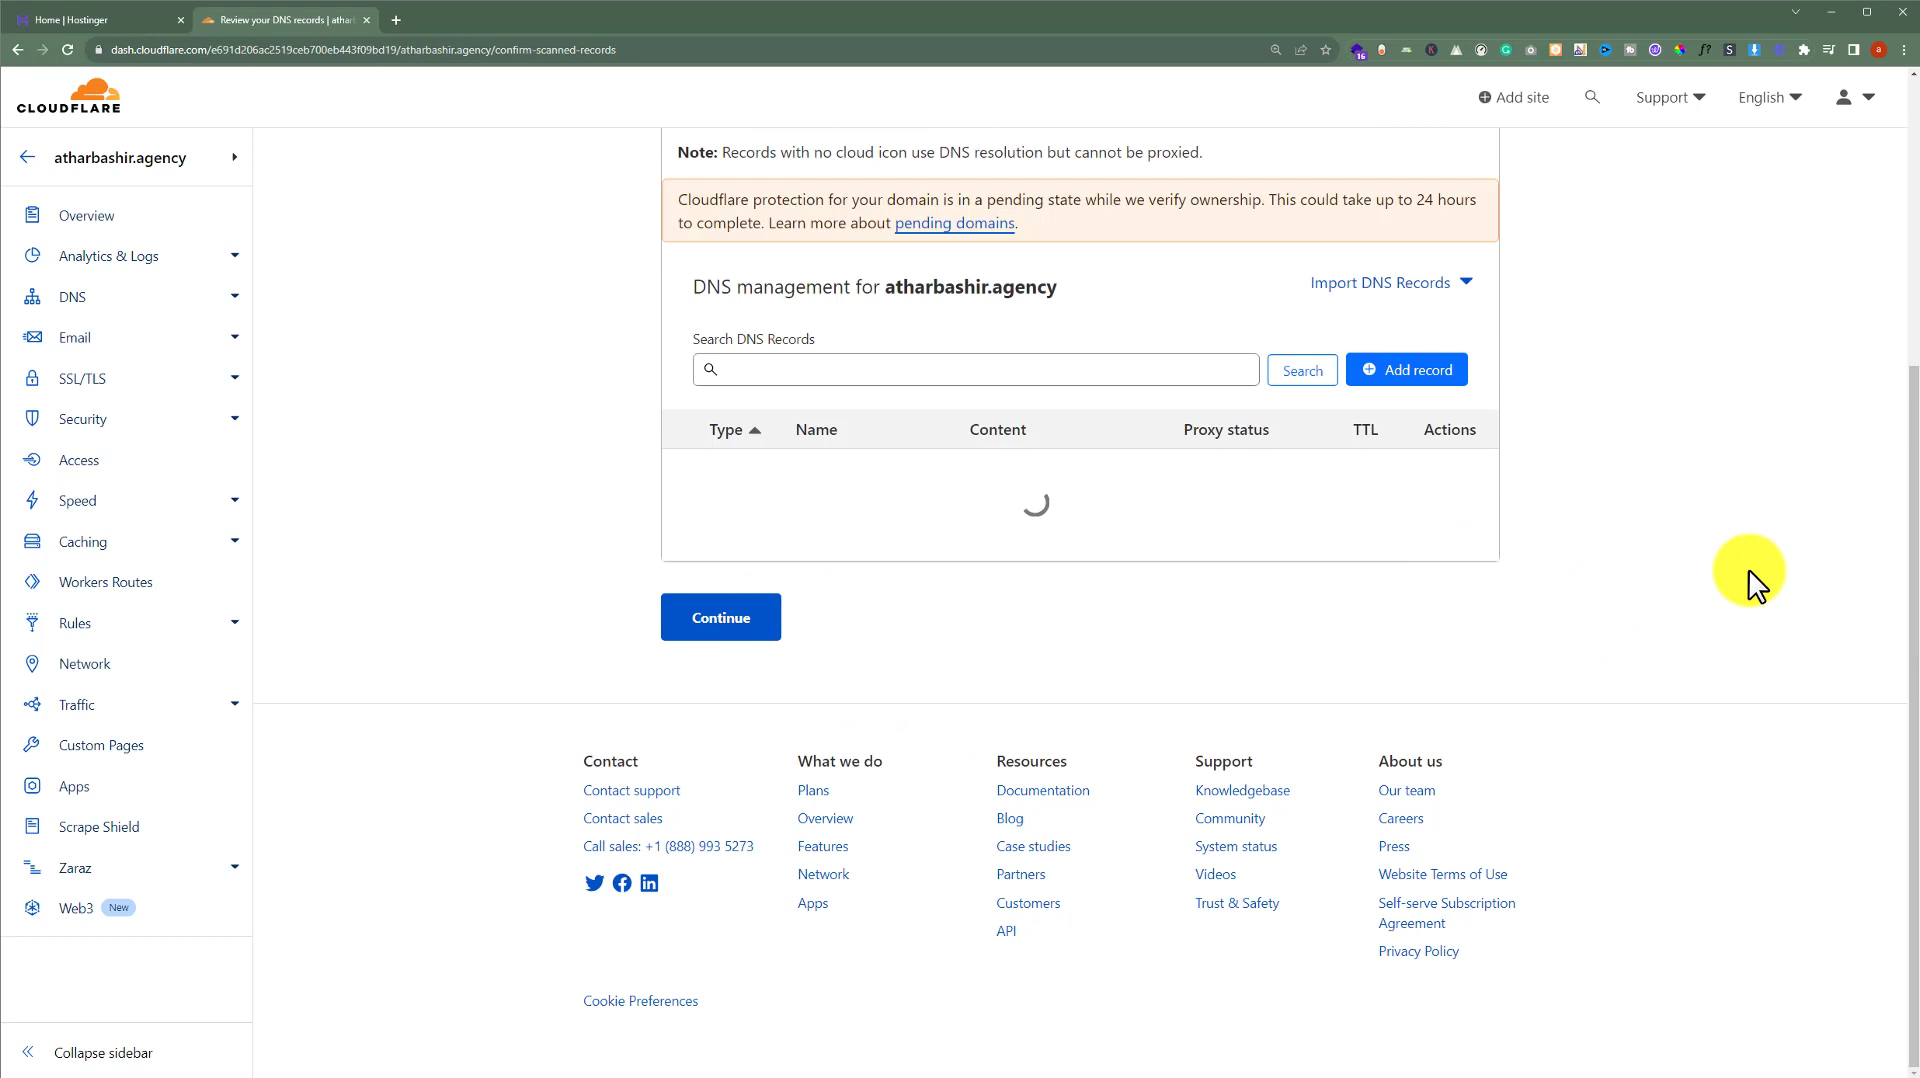 Home | Hostinger
Review your DNS records | athar
dash.cloudflare.com/e691d206ac2519ceb700eb443f09bd19/atharbashir.agency/confirm-scanned-records
16
a
CLOUDFLARE
Add site
Support
English
atharbashir.agency
Overview
Analytics & Logs
DNS
Email
SSL/TLS
Security
Access
Speed
Caching
Workers Routes
Rules
Network
Traffic
Custom Pages
Apps
Scrape Shield
Zaraz
Web3 New
Collapse sidebar
Note: Records with no cloud icon use DNS resolution but cannot be proxied.
Cloudflare protection for your domain is in a pending state while we verify ownership. This could take up to 24 hours
to complete. Learn more about pending domains.
DNS management for atharbashir.agency
Import DNS Records
Search DNS Records
Search
Add record
Type Name Content Proxy status TTL Actions
Continue
Contact
Contact support
Contact sales
Call sales: +1 (888) 993 5273
What we do
Plans
Overview
Features
Network
Apps
Resources
Documentation
Blog
Case studies
Partners
Customers
API
Support
Knowledgebase
Community
System status
Videos
Trust & Safety
About us
Our team
Careers
Press
Website Terms of Use
Self-serve Subscription
Agreement
Privacy Policy
Cookie Preferences